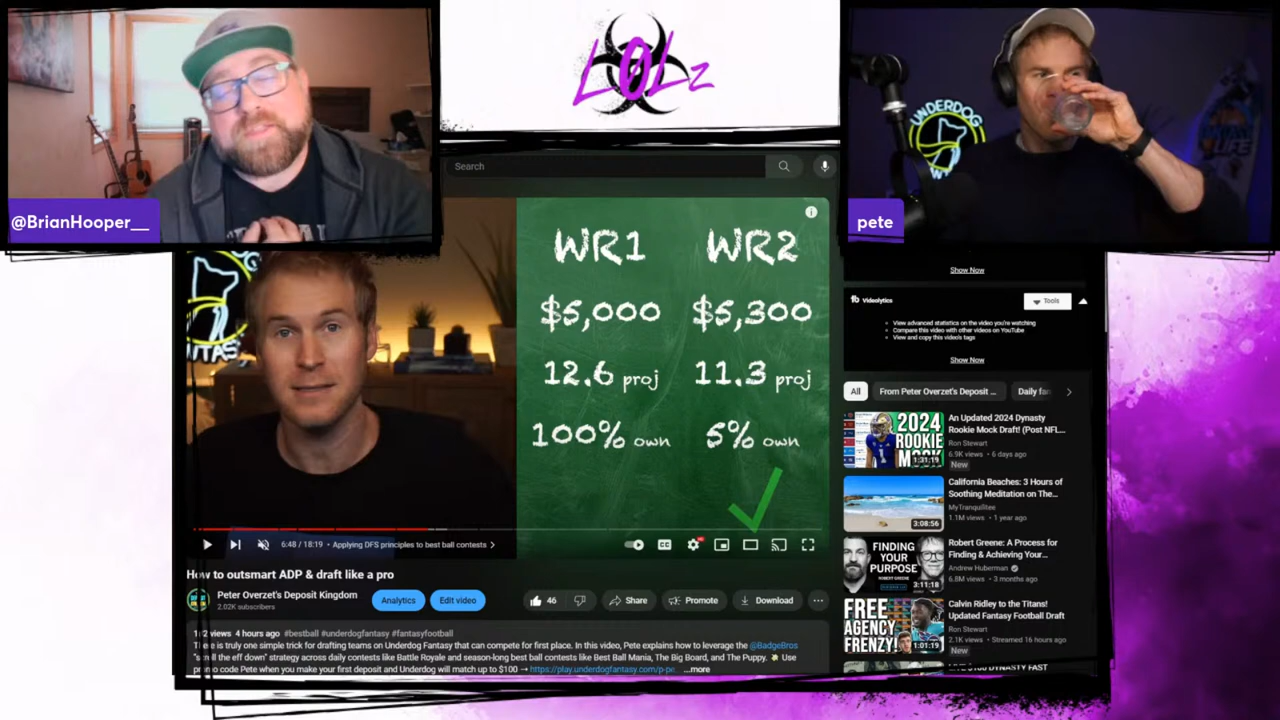 LOLz
UNDERDOG
@BrianHooper__
pete
Search
WR1 WR2
$5,000 $5,300
12.6 proj 11.3 proj
100% own 5% own
6:48 / 18:19 • Applying DFS principles to best ball contests
How to outsmart ADP & draft like a pro
Peter Overzet's Deposit Kingdom
2.02K subscribers
Analytics
Edit video
46
Share
Promote
Download
views 4 hours ago #bestball #underdogfantasy #fantasyfootball
There is truly one simple trick for drafting teams on Underdog Fantasy that can compete for first place. In this video, Pete explains how to leverage the @BadgeBros
"scroll the eff down" strategy across daily contests like Battle Royale and season-long best ball contests like Best Ball Mania, The Big Board, and The Puppy. Use
promo code Pete when you make your first deposit and Underdog will match up to $100 → https://play.underdogfantasy.com/p-pe... ...more
Show Now
Videolytics
Tools
View advanced statistics on the video you're watching
Compare this video with other videos on YouTube
View and copy this video's tags
Show Now
All
From Peter Overzet's Deposit ...
Daily fan
2024
ROOKIE
MOCK
1:31:19
An Updated 2024 Dynasty
Rookie Mock Draft! (Post NFL...
Ron Stewart
6.9K views • 6 days ago
New
3:08:56
California Beaches: 3 Hours of
Soothing Meditation on The...
MyTranquilitee
1.1M views • 1 year ago
FINDING
YOUR
PURPOSE
ROBERT GREENE
3:11:18
Robert Greene: A Process for
Finding & Achieving Your...
Andrew Huberman
6.8M views • 3 months ago
FREE
AGENCY
FRENZY!
1:01:19
Calvin Ridley to the Titans!
Updated Fantasy Football Draft
Ron Stewart
2.1K views • Streamed 16 hours ago
New